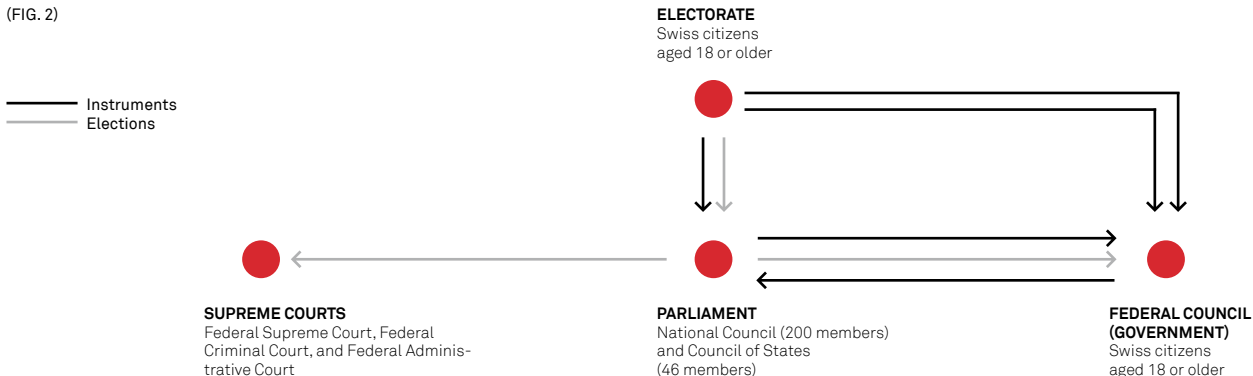 (FIG. 2)
Instruments
Elections
ELECTORATE
Swiss citizens
aged 18 or older
SUPREME COURTS
Federal Supreme Court, Federal
Criminal Court, and Federal Adminis-
trative Court
PARLIAMENT
National Council (200 members)
and Council of States
(46 members)
FEDERAL COUNCIL
(GOVERNMENT)
Swiss citizens
aged 18 or older